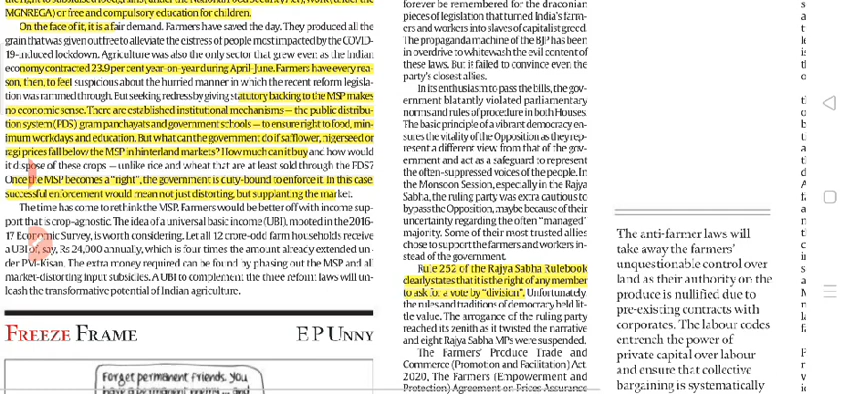 the right to subsidised foodgrains (under the National Food Security Act), work (under the
MGNREGA) or free and compulsory education for children.
On the face of it, it is a fair demand. Farmers have saved the day. They produced all the
grain that was given out free to alleviate the distress of people most impacted by the COVID-
19-induced lockdown. Agriculture was also the only sector that grew even as the Indian
economy contracted 23.9 per cent year-on-year during April-June. Farmers have every rea-
son, then, to feel suspicious about the hurried manner in which the recent reform legisla-
tion was rammed through. But seeking redress by giving statutory backing to the MSP makes
no economic sense. There are established institutional mechanisms — the public distribu-
tion system (PDS) gram panchayats and government schools — to ensure right to food, min-
imum workdays and education. But what can the government do if safflower, nigerseed or
ragi prices fall below the MSP in hinterland markets? How much can it buy and how would
it dispose of these crops — unlike rice and wheat that are at least sold through the PDS?
Once the MSP becomes a "right", the government is duty-bound to enforce it. In this case,
successful enforcement would mean not just distorting, but supplanting the market.
The time has come to rethink the MSP. Farmers would be better off with income sup-
port that is crop-agnostic. The idea of a universal basic income (UBI), mooted in the 2016-
17 Economic Survey, is worth considering. Let all 12 crore-odd farm households receive
a UBI of, say, Rs 24,000 annually, which is four times the amount already extended un-
der PM-Kisan. The extra money required can be found by phasing out the MSP and all
market-distorting input subsidies. A UBI to complement the three reform laws will un-
leash the transformative potential of Indian agriculture.
FREEZE FRAME
E P UNNY
Forget permanent friends. You
forever be remembered for the draconian
pieces of legislation that turned India's farm-
ers and workers into slaves of capitalist greed.
The propaganda machine of the BJP has been
in overdrive to whitewash the evil content of
these laws. But it failed to convince even the
party's closest allies.
In its enthusiasm to pass the bills, the gov-
ernment blatantly violated parliamentary
norms and rules of procedure in both Houses.
The basic principle of a vibrant democracy en-
sures the vitality of the Opposition as they rep-
resent a different view from that of the gov-
ernment and act as a safeguard to represent
the often-suppressed voices of the people. In
the Monsoon Session, especially in the Rajya
Sabha, the ruling party was extra cautious to
bypass the Opposition, maybe because of their
uncertainty regarding the often "managed"
majority. Some of their most trusted allies
chose to support the farmers and workers in-
stead of the government.
Rule 252 of the Rajya Sabha Rulebook
clearly states that it is the right of any member
to ask for a vote by "division". Unfortunately,
the rules and traditions of democracy held lit-
tle value. The arrogance of the ruling party
reached its zenith as it twisted the narrative
and eight Rajya Sabha MPs were suspended.
The Farmers' Produce Trade and
Commerce (Promotion and Facilitation) Act,
2020, The Farmers (Empowerment and
Protection) Agreement on Prices Assurance
The anti-farmer laws will
take away the farmers'
unquestionable control over
land as their authority on the
produce is nullified due to
pre-existing contracts with
corporates. The labour codes
entrench the power of
private capital over labour
and ensure that collective
bargaining is systematically